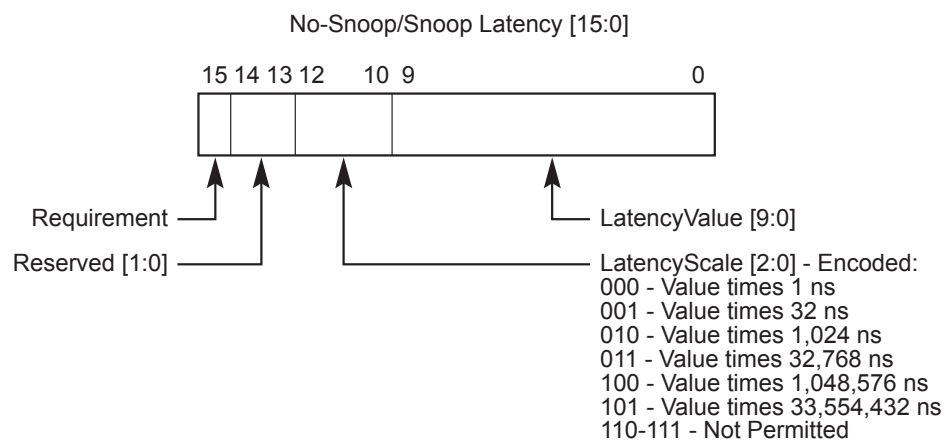 No-Snoop/Snoop Latency [15:0]
15 14 13 12 10 9 0
Requirement
LatencyValue [9:0]
Reserved [1:0]
LatencyScale [2:0] - Encoded:
000 - Value times 1 ns
001 - Value times 32 ns
010 - Value times 1,024 ns
011 - Value times 32,768 ns
100 - Value times 1,048,576 ns
101 - Value times 33,554,432 ns
110-111 - Not Permitted